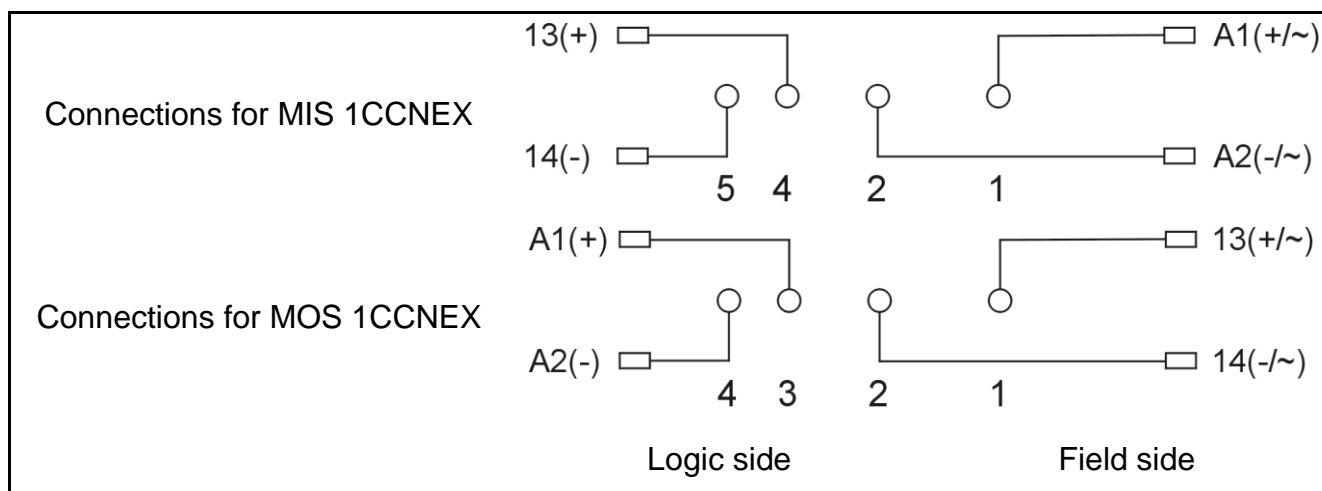 13(+) A1(+/~)
Connections for MIS 1CCNEX
14(-) A2(-/~)
5 4 2 1
A1(+) 13(+/~)
Connections for MOS 1CCNEX
A2(-) 14(-/~)
4 3 2 1
Logic side Field side